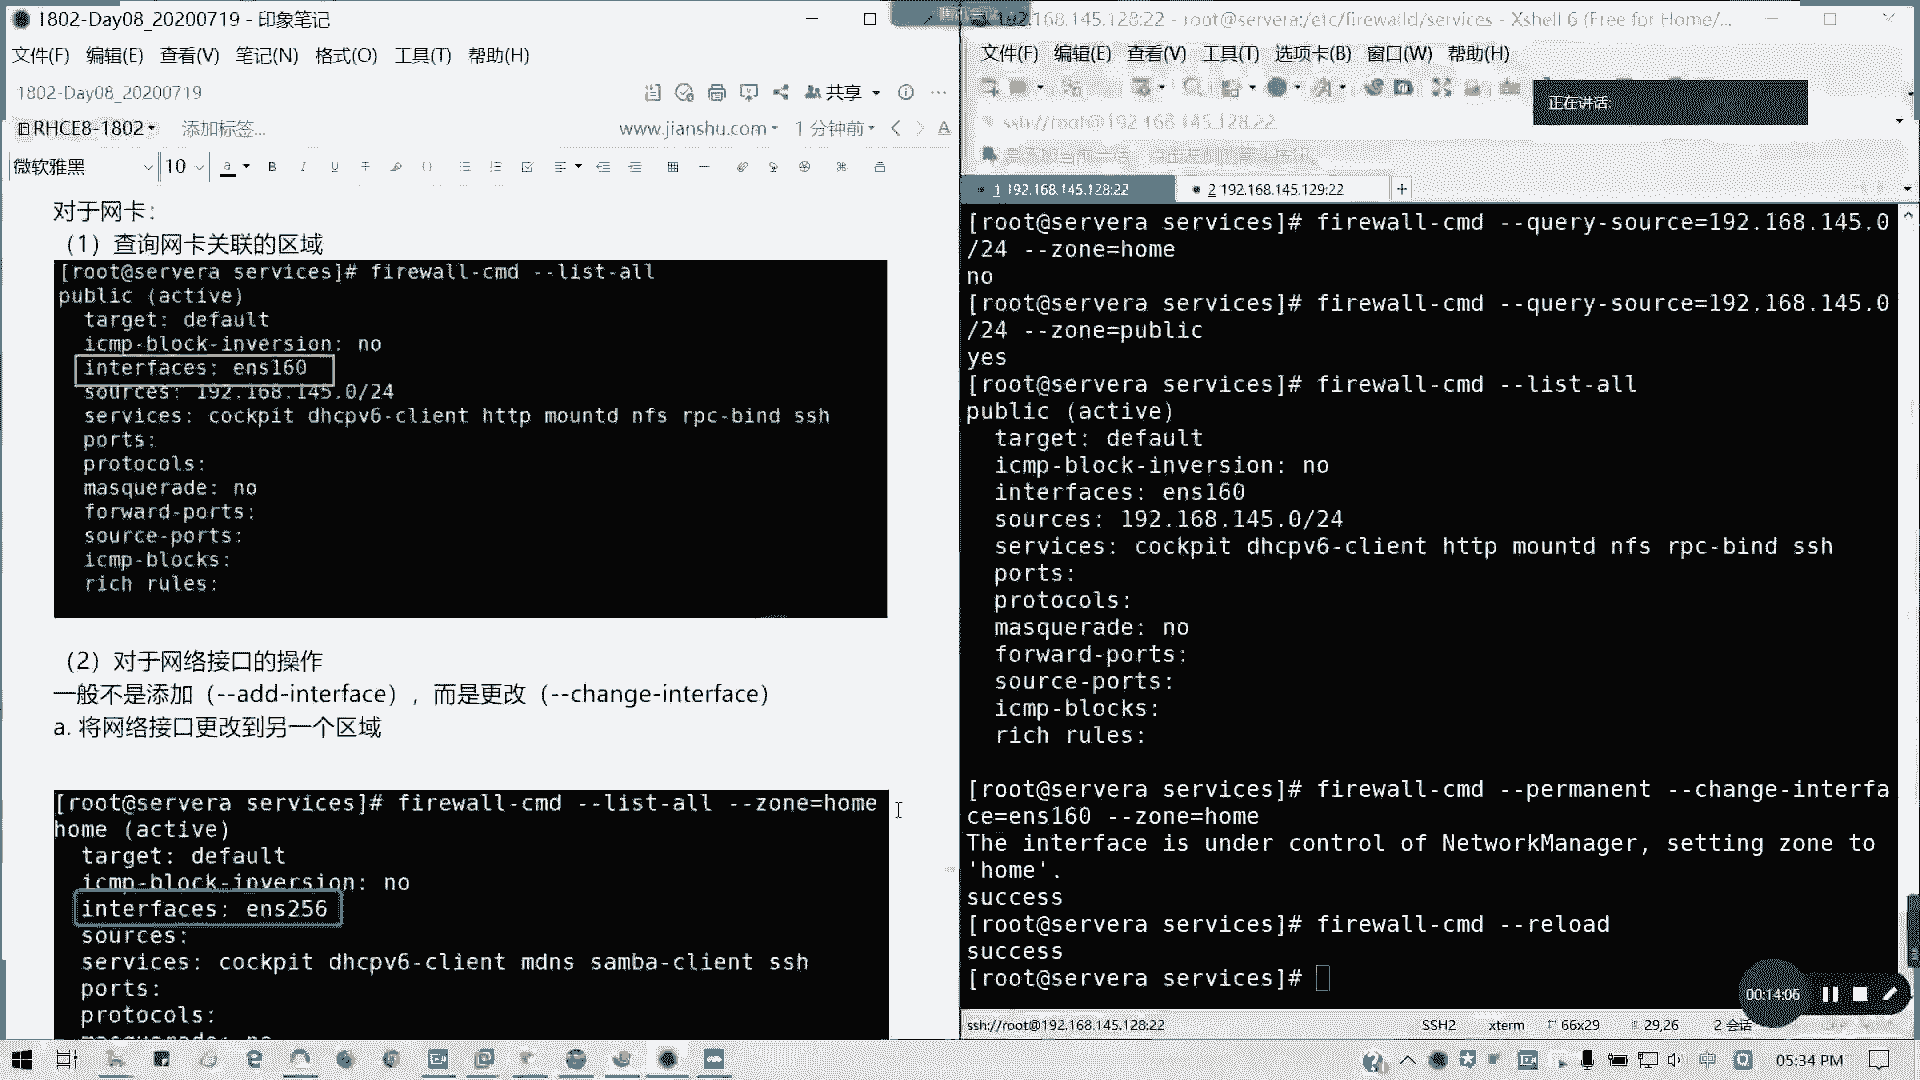 1802-Day08_20200719 - 印象笔记
文件(F) 编辑(E) 查看(V) 笔记(N) 格式(O) 工具(T) 帮助(H)
1802-Day08_20200719
共享
RHCE8-1802 添加标签... www.jianshu.com 1 分钟前
微软雅黑 10
对于网卡：
（1）查询网卡关联的区域
[root@servera services]# firewall-cmd --list-all
public (active)
target: default
icmp-block-inversion: no
interfaces: ens160
sources: 192.168.145.0/24
services: cockpit dhcpv6-client http mountd nfs rpc-bind ssh
ports:
protocols:
masquerade: no
forward-ports:
source-ports:
icmp-blocks:
rich rules:
（2）对于网络接口的操作
一般不是添加（--add-interface），而是更改（--change-interface）
a. 将网络接口更改到另一个区域
[root@servera services]# firewall-cmd --list-all --zone=home
home (active)
target: default
icmp-block-inversion: no
interfaces: ens256
sources:
services: cockpit dhcpv6-client mdns samba-client ssh
ports:
protocols:
masquerade: no
192.168.145.128:22 - root@servera:/etc/firewalld/services - Xshell 6 (Free for Home/...
文件(F) 编辑(E) 查看(V) 工具(T) 选项卡(B) 窗口(W) 帮助(H)
正在讲话:
ssh://root@192.168.145.128:22
1 192.168.145.128:22 2 192.168.145.129:22 +
[root@servera services]# firewall-cmd --query-source=192.168.145.0
/24 --zone=home
no
[root@servera services]# firewall-cmd --query-source=192.168.145.0
/24 --zone=public
yes
[root@servera services]# firewall-cmd --list-all
public (active)
target: default
icmp-block-inversion: no
interfaces: ens160
sources: 192.168.145.0/24
services: cockpit dhcpv6-client http mountd nfs rpc-bind ssh
ports:
protocols:
masquerade: no
forward-ports:
source-ports:
icmp-blocks:
rich rules:
[root@servera services]# firewall-cmd --permanent --change-interfa
ce=ens160 --zone=home
The interface is under control of NetworkManager, setting zone to
'home'.
success
[root@servera services]# firewall-cmd --reload
success
[root@servera services]#
00:14:05
ssh://root@192.168.145.128:22 SSH2 xterm 66x29 29,26 2 会话
05:34 PM